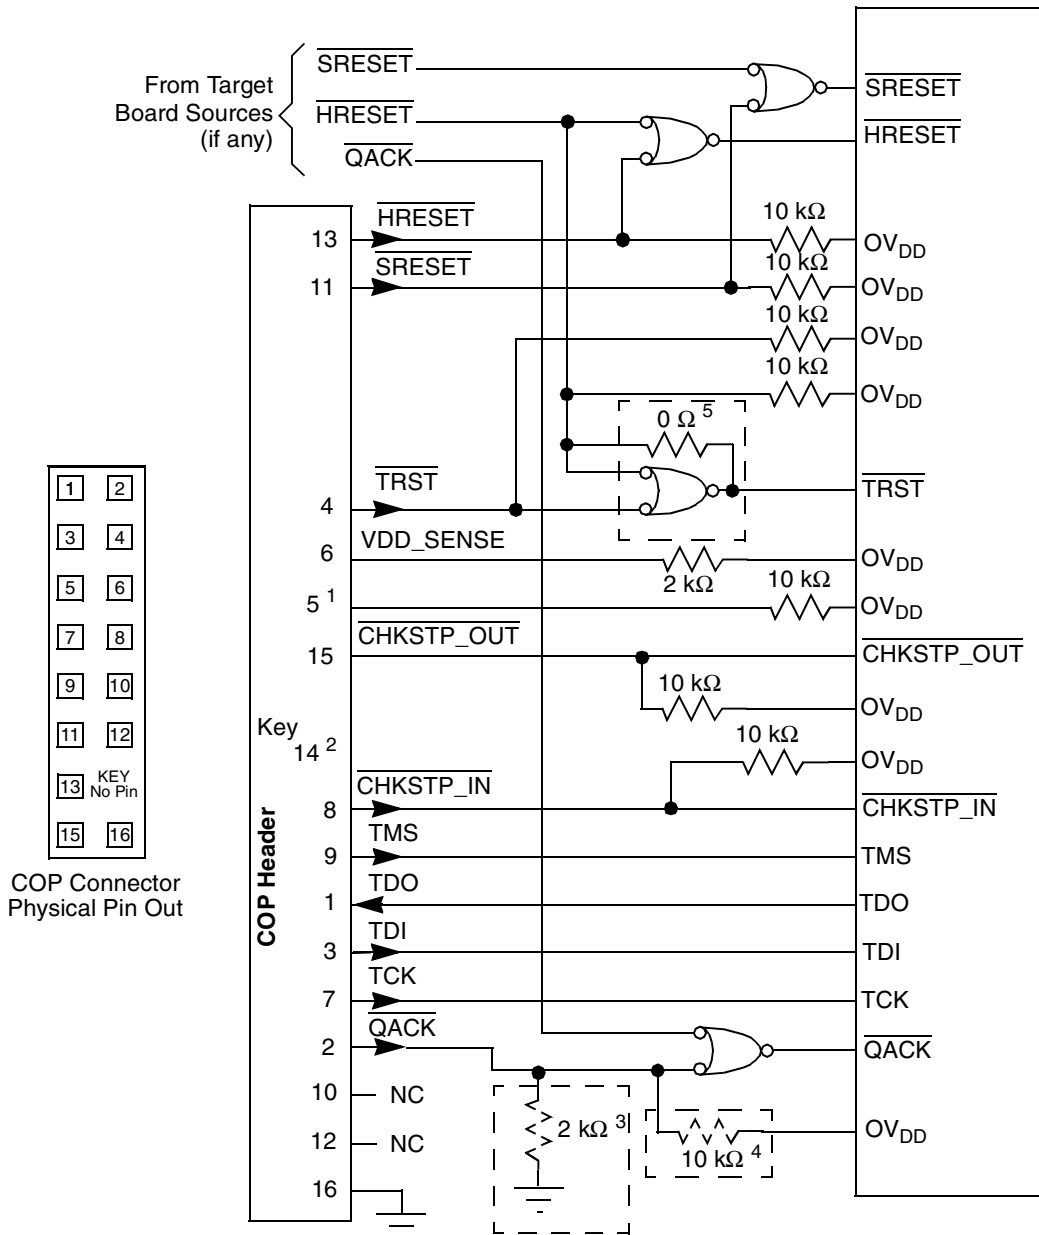 From Target
Board Sources
(if any)
SRESET
HRESET
QACK
SRESET
HRESET
13
HRESET
10 kΩ
OVDD
11
SRESET
10 kΩ
OVDD
10 kΩ
OVDD
10 kΩ
OVDD
0 Ω 5
4
TRST
TRST
6
VDD_SENSE
2 kΩ
OVDD
5 1
10 kΩ
OVDD
15
CHKSTP_OUT
CHKSTP_OUT
10 kΩ
OVDD
Key
14 2
10 kΩ
OVDD
8
CHKSTP_IN
CHKSTP_IN
9
TMS
TMS
1
TDO
TDO
3
TDI
TDI
7
TCK
TCK
2
QACK
QACK
10
NC
2 kΩ 3
10 kΩ 4
OVDD
12
NC
16
COP Header
1 2
3 4
5 6
7 8
9 10
11 12
13 KEY
No Pin
15 16
COP Connector
Physical Pin Out